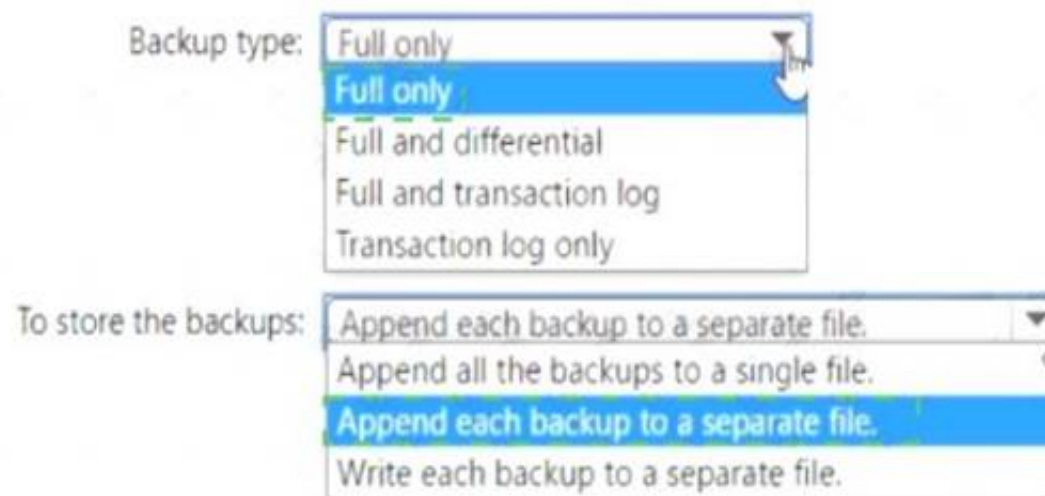 Backup type: Full only
Full only
Full and differential
Full and transaction log
Transaction log only
To store the backups: Append each backup to a separate file.
Append all the backups to a single file.
Append each backup to a separate file.
Write each backup to a separate file.